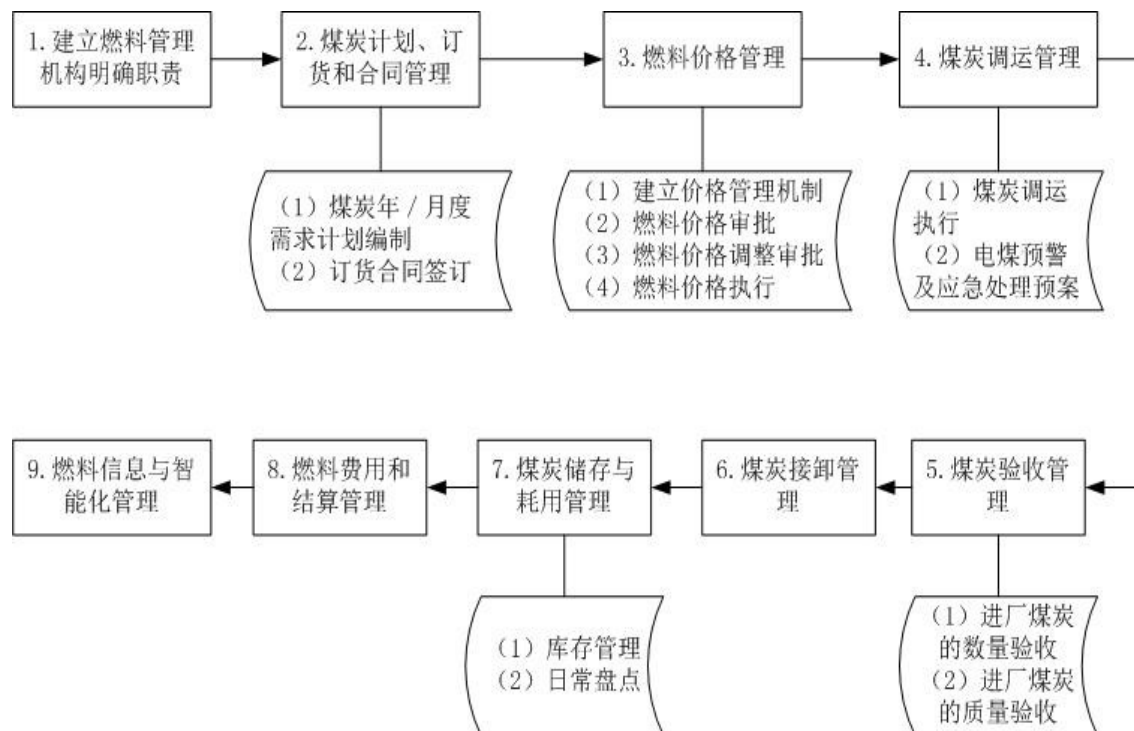 1.建立燃料管理
机构明确职责
2.煤炭计划、订
货和合同管理
3.燃料价格管理
4.煤炭调运管理
（1）煤炭年／月度
需求计划编制
（2）订货合同签订
（1）建立价格管理机制
（2）燃料价格审批
（3）燃料价格调整审批
（4）燃料价格执行
（1）煤炭调运
执行
（2）电煤预警
及应急处理预案
9.燃料信息与智
能化管理
8.燃料费用和
结算管理
7.煤炭储存与
耗用管理
6.煤炭接卸管
理
5.煤炭验收管
理
（1）库存管理
（2）日常盘点
（1）进厂煤炭
的数量验收
（2）进厂煤炭
的质量验收